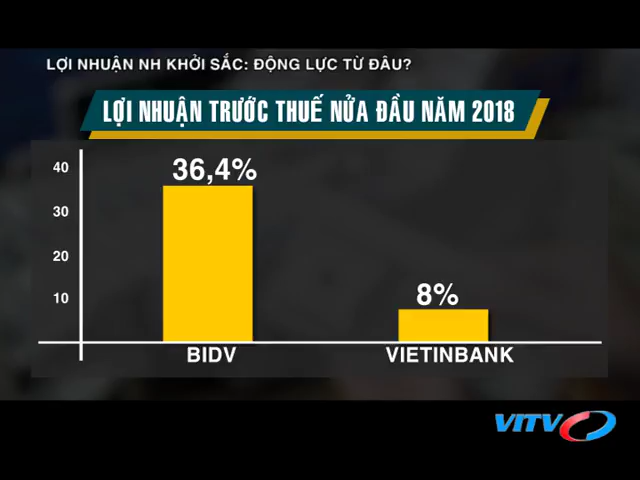 LỢI NHUẬN NH KHỞI SẮC: ĐỘNG LỰC TỪ ĐÂU?
LỢI NHUẬN TRƯỚC THUẾ NỬA ĐẦU NĂM 2018
40
30
20
10
36,4%
8%
BIDV
VIETINBANK
VITV